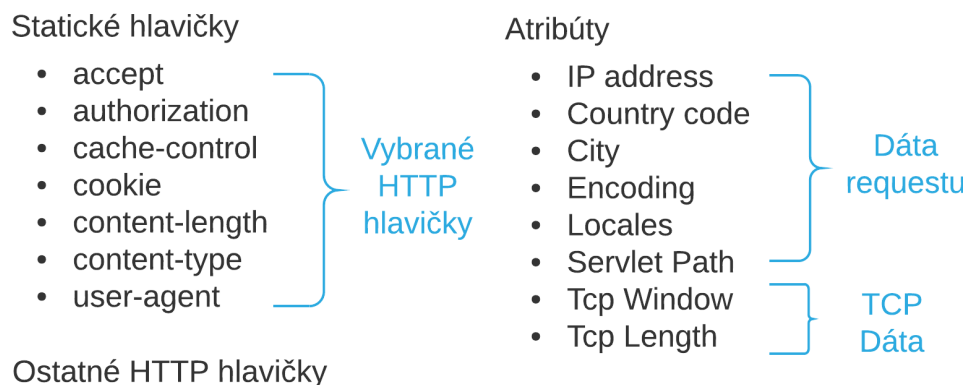 Statické hlavičky
• accept
• authorization
• cache-control
• cookie
• content-length
• content-type
• user-agent
Vybrané
HTTP
hlavičky
Ostatné HTTP hlavičky
Atribúty
• IP address
• Country code
• City
• Encoding
• Locales
• Servlet Path
• Tcp Window
• Tcp Length
Dáta
requestu
TCP
Dáta